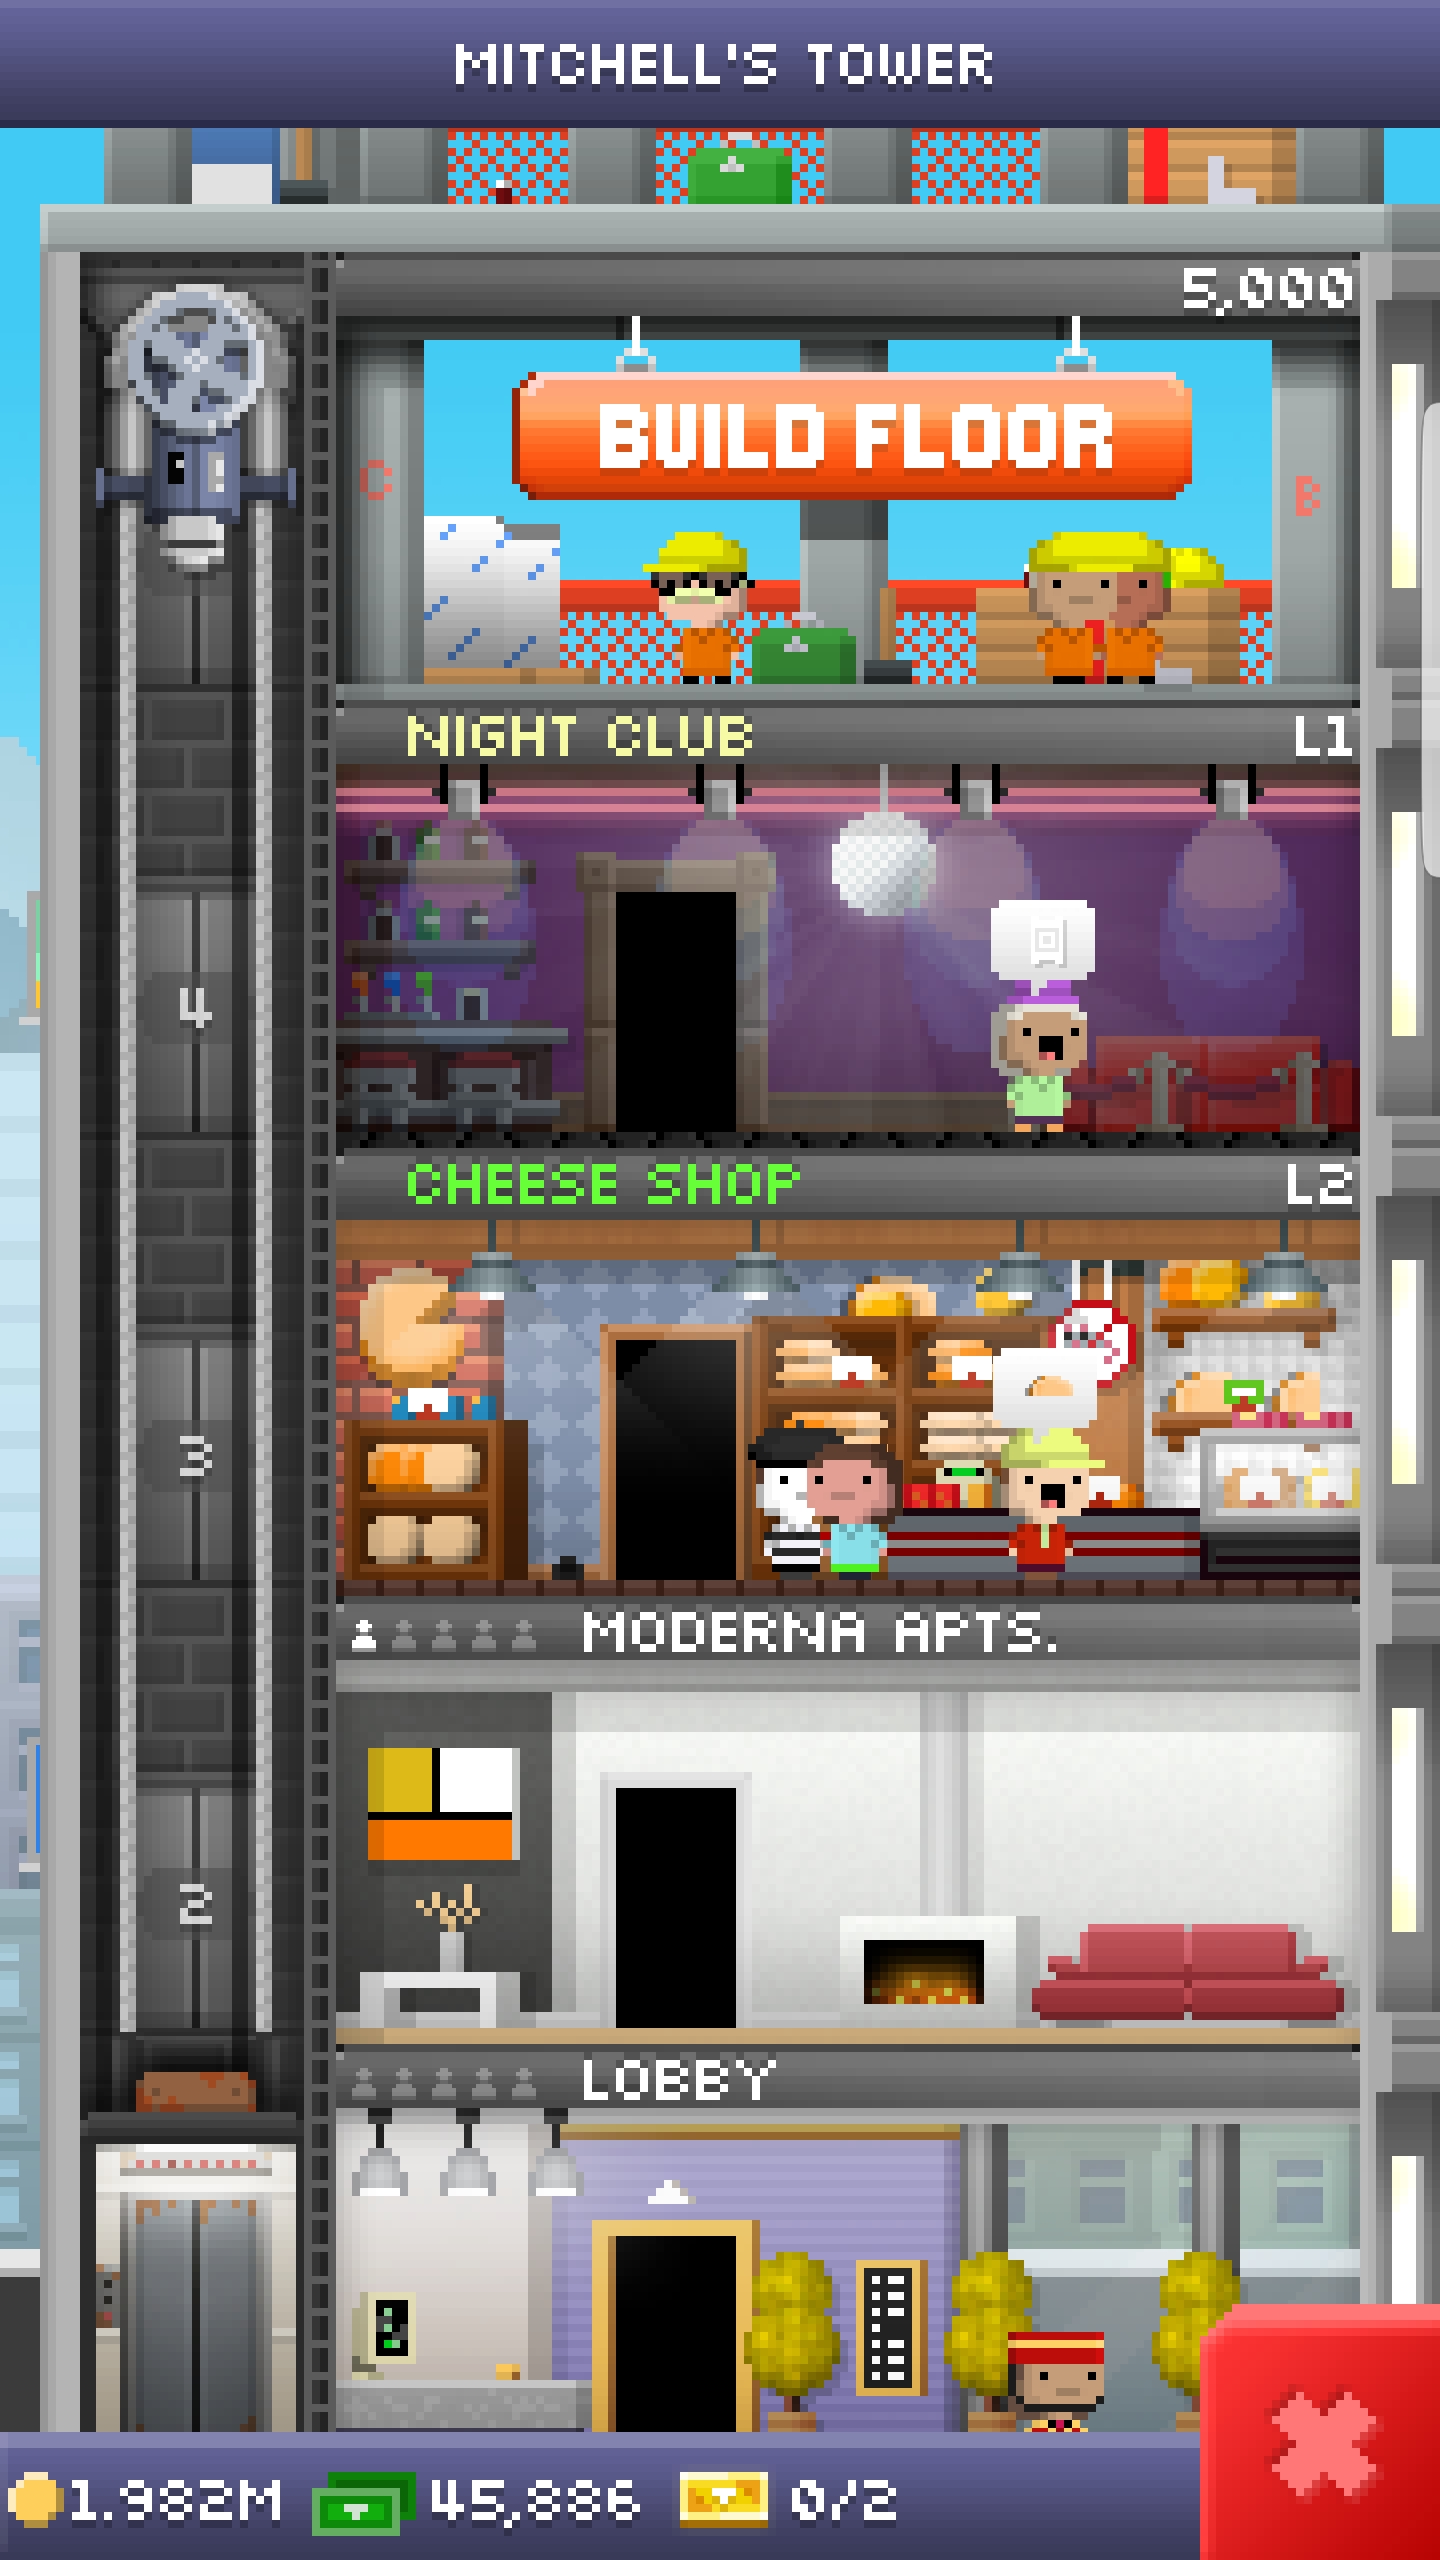 MITCHELL'S TOWER
5,000
BUILD FLOOR
C
B
NIGHT CLUB
L1
4
CHEESE SHOP
L2
3
MODERNA APTS.
2
LOBBY
1.982M
45,886
0/2